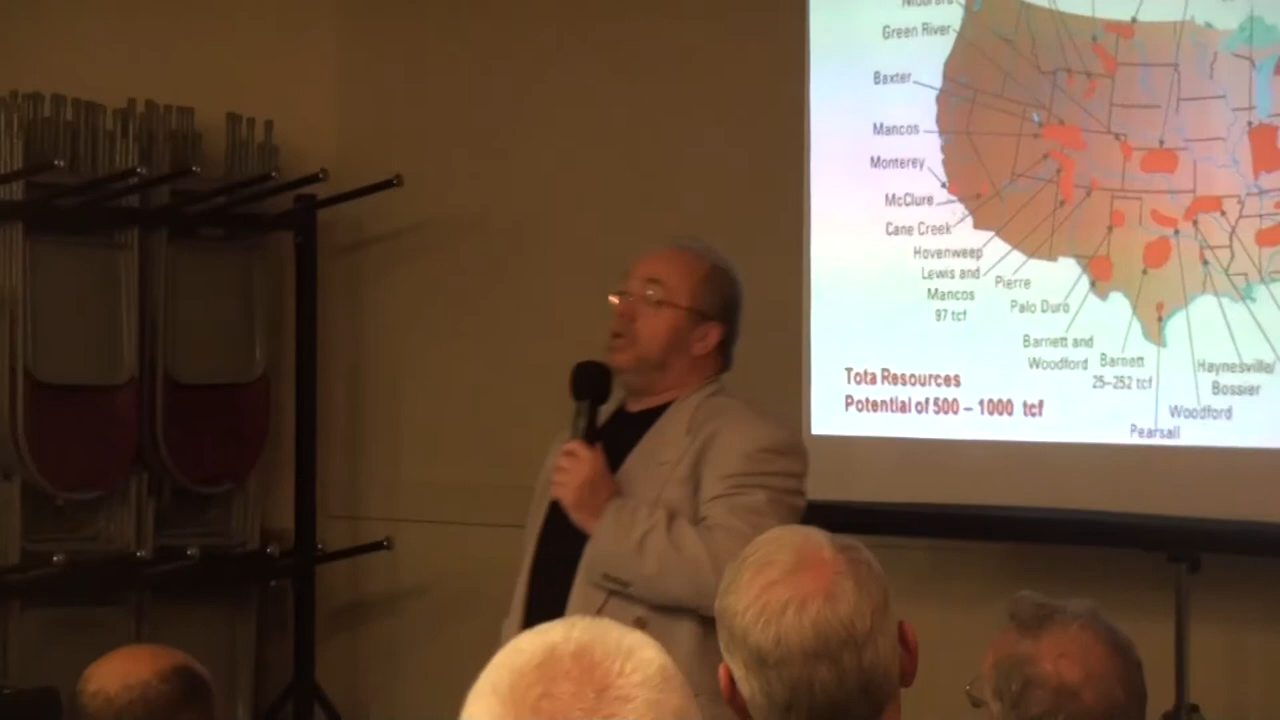 Niobrara
Green River
Baxter
Mancos
Monterey
McClure
Cane Creek
Hovenweep
Lewis and
Mancos
97 tcf
Pierre
Palo Duro
Barnett and
Woodford
Barnett
25–252 tcf
Pearsall
Woodford
Haynesville/
Bossier
Tota Resources
Potential of 500 – 1000 tcf